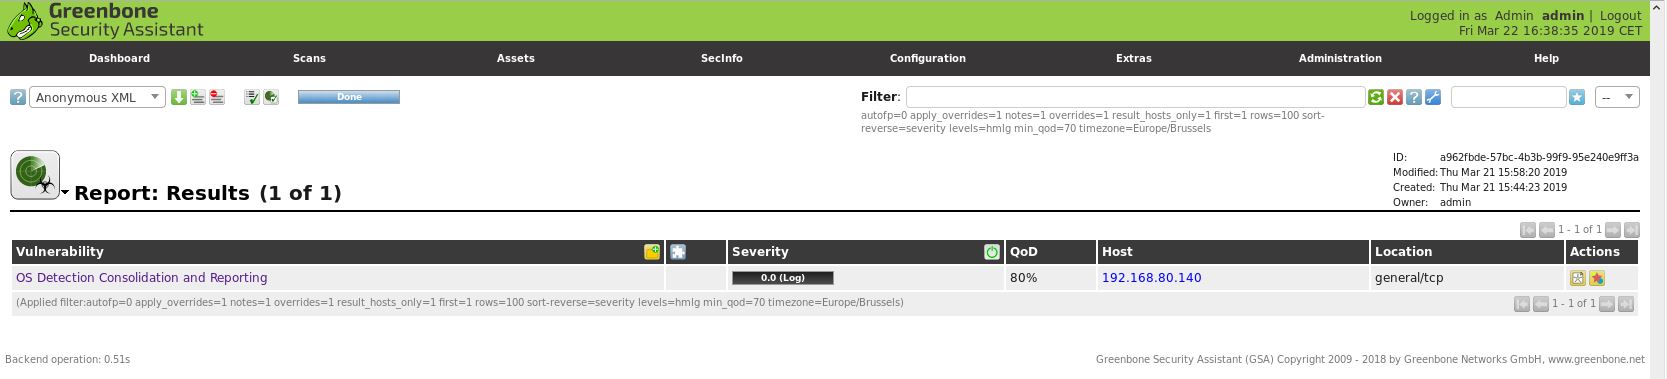 Greenbone
Security Assistant
Logged in as Admin admin | Logout
Fri Mar 22 16:38:35 2019 CET
Dashboard Scans Assets SecInfo Configuration Extras Administration Help
? Anonymous XML Done Filter: ? --
autofp=0 apply_overrides=1 notes=1 overrides=1 result_hosts_only=1 first=1 rows=100 sort-
reverse=severity levels=hmlg min_qod=70 timezone=Europe/Brussels
ID: a962fbde-57bc-4b3b-99f9-95e240e9ff3a
Modified: Thu Mar 21 15:58:20 2019
Created: Thu Mar 21 15:44:23 2019
Owner: admin
Report: Results (1 of 1)
1 - 1 of 1
Vulnerability Severity QoD Host Location Actions
OS Detection Consolidation and Reporting 0.0 (Log) 80% 192.168.80.140 general/tcp
(Applied filter:autofp=0 apply_overrides=1 notes=1 overrides=1 result_hosts_only=1 first=1 rows=100 sort-reverse=severity levels=hmlg min_qod=70 timezone=Europe/Brussels) 1 - 1 of 1
Backend operation: 0.51s Greenbone Security Assistant (GSA) Copyright 2009 - 2018 by Greenbone Networks GmbH, www.greenbone.net